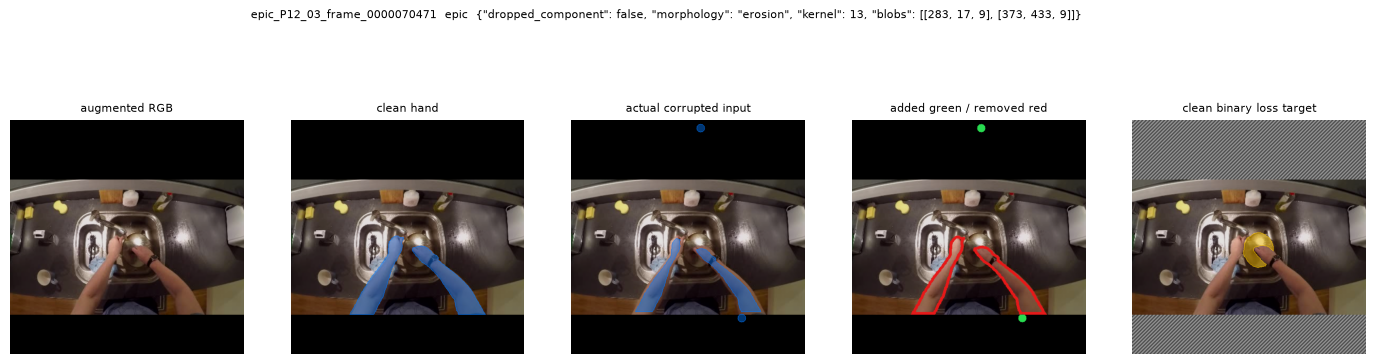 epic_P12_03_frame_0000070471 epic {"dropped_component": false, "morphology": "erosion", "kernel": 13, "blobs": [[283, 17, 9], [373, 433, 9]]}
augmented RGB
clean hand
actual corrupted input
added green / removed red
clean binary loss target